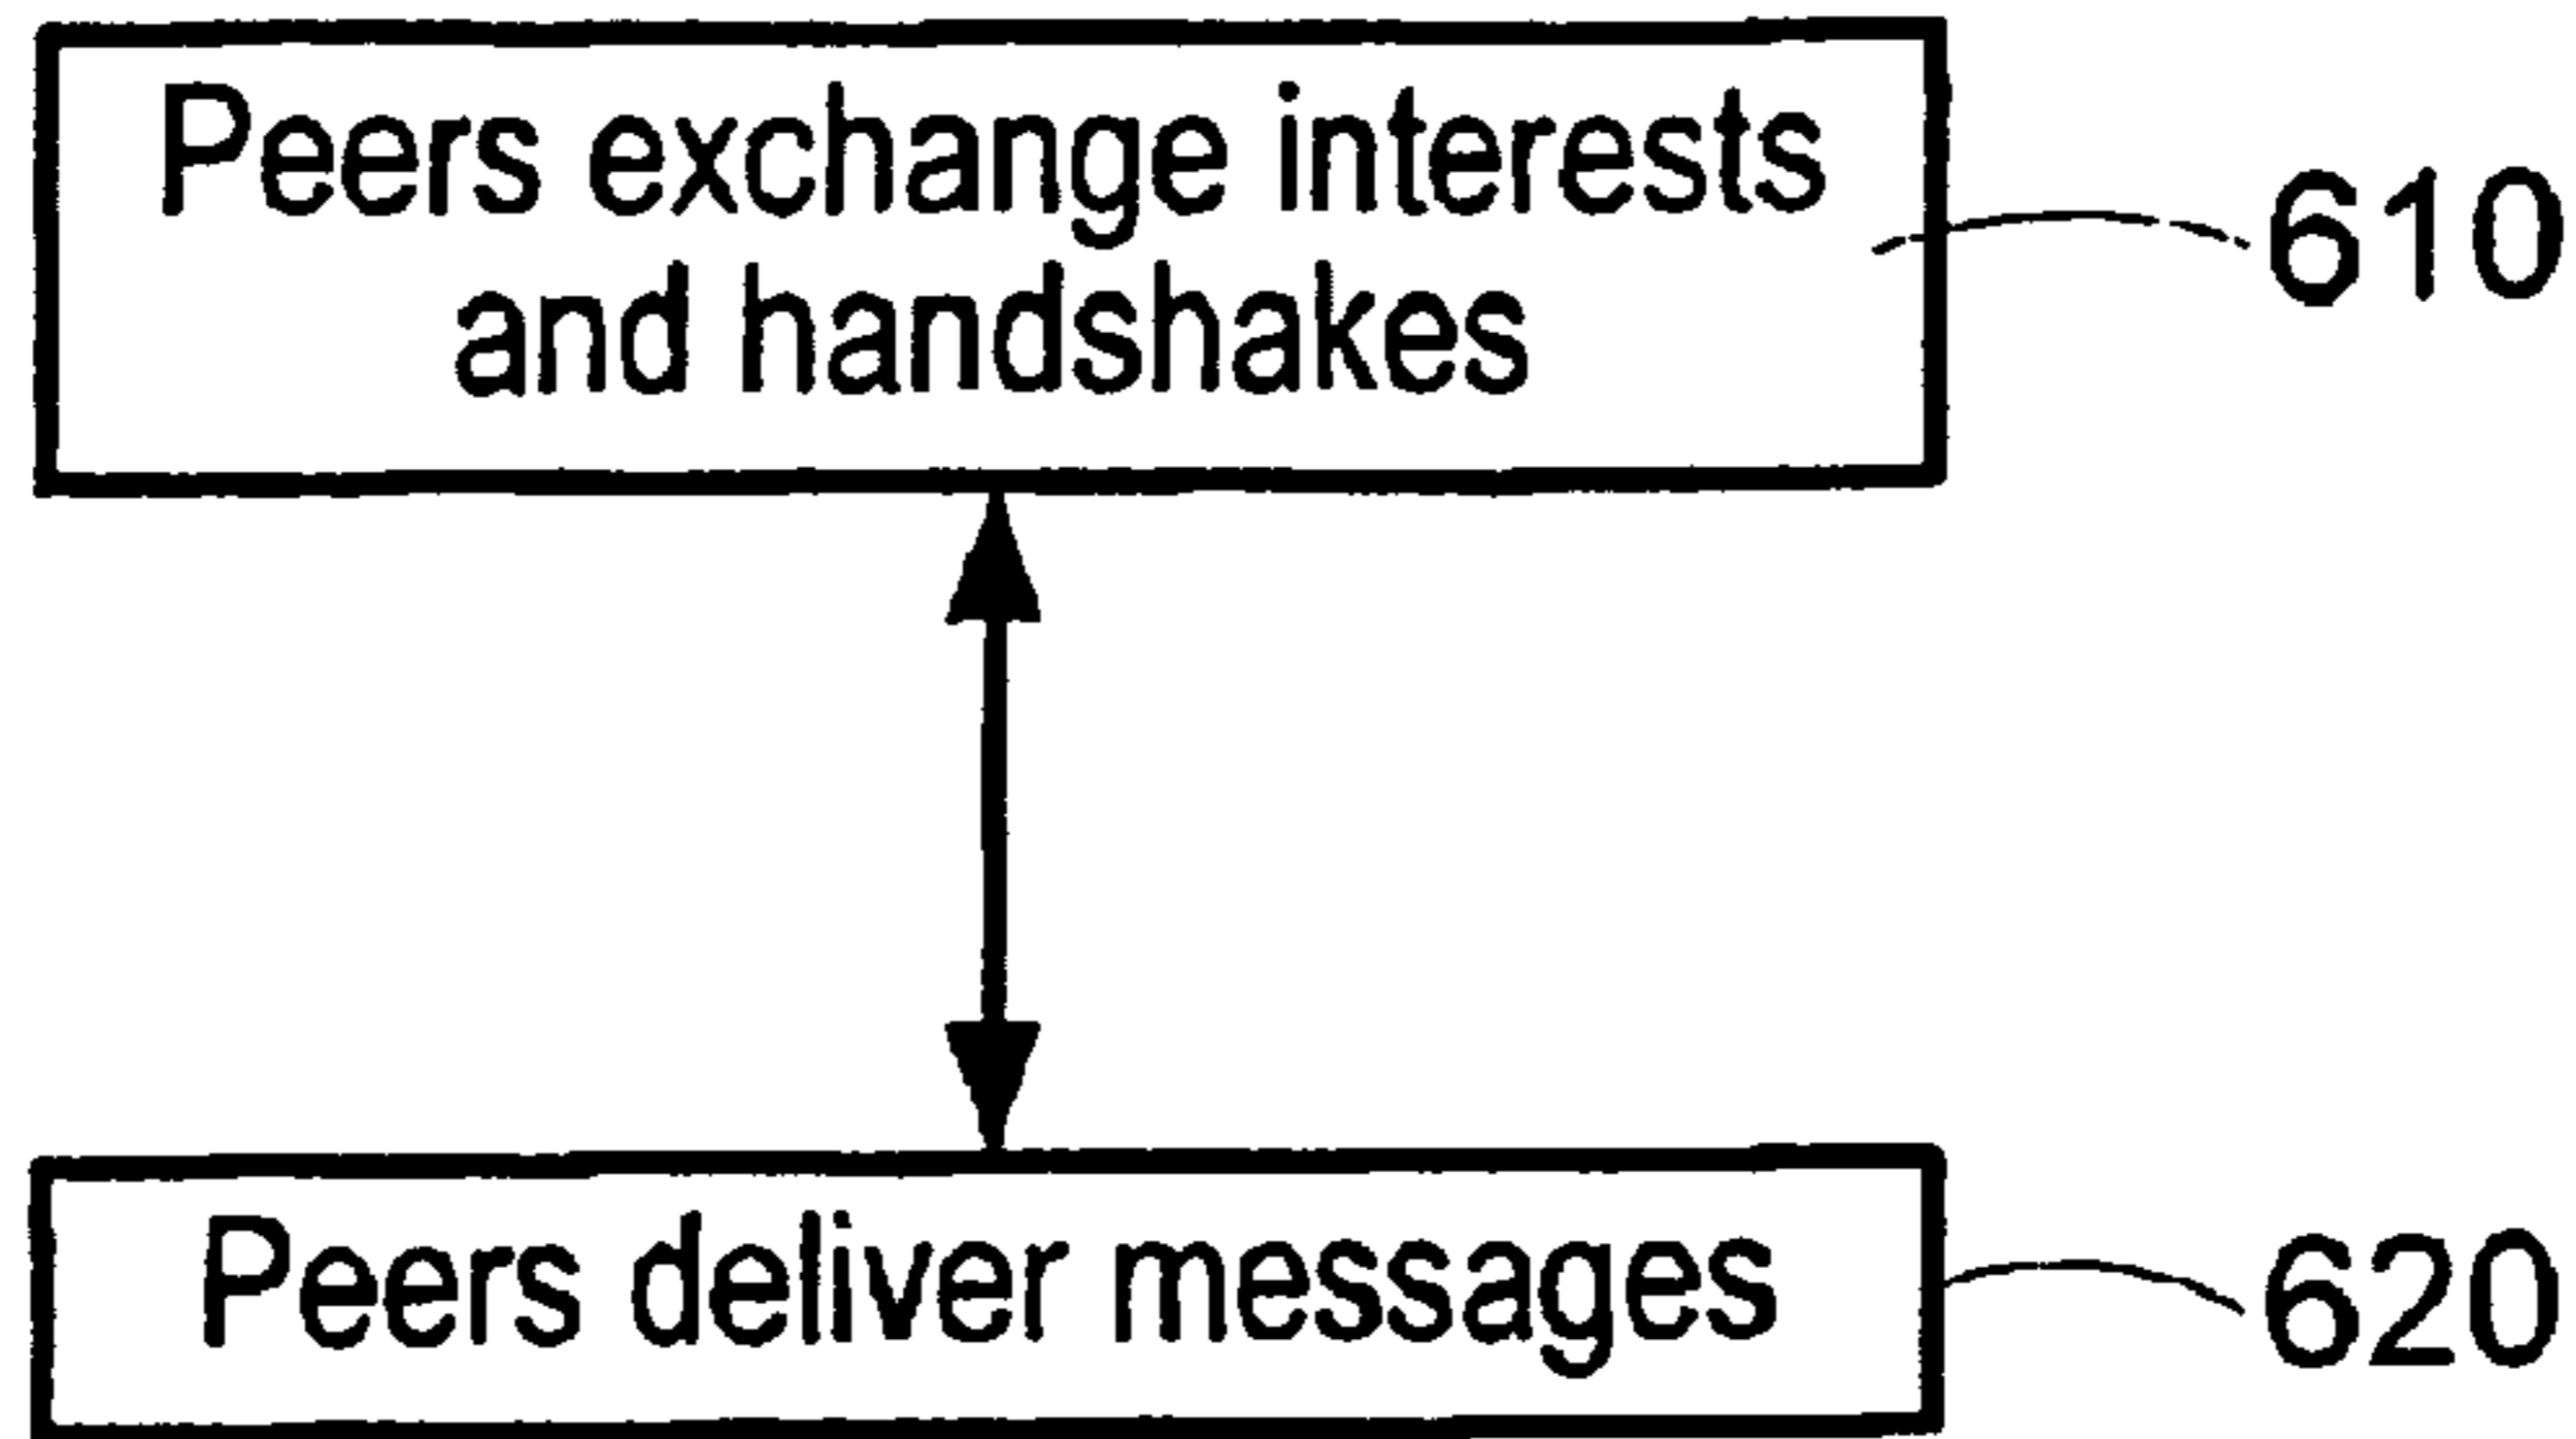 Peers exchange interests
and handshakes
610
Peers deliver messages
620